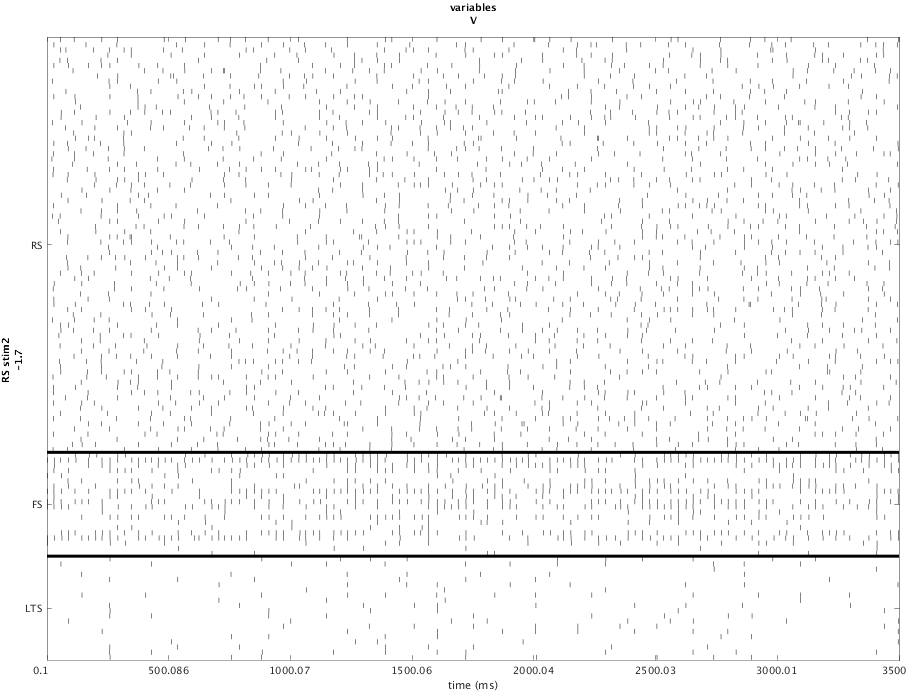 variables
V
RS
RS stim2
-1.7
FS
LTS
0.1 500.086 1000.07 1500.06 2000.04 2500.03 3000.01 3500
time (ms)